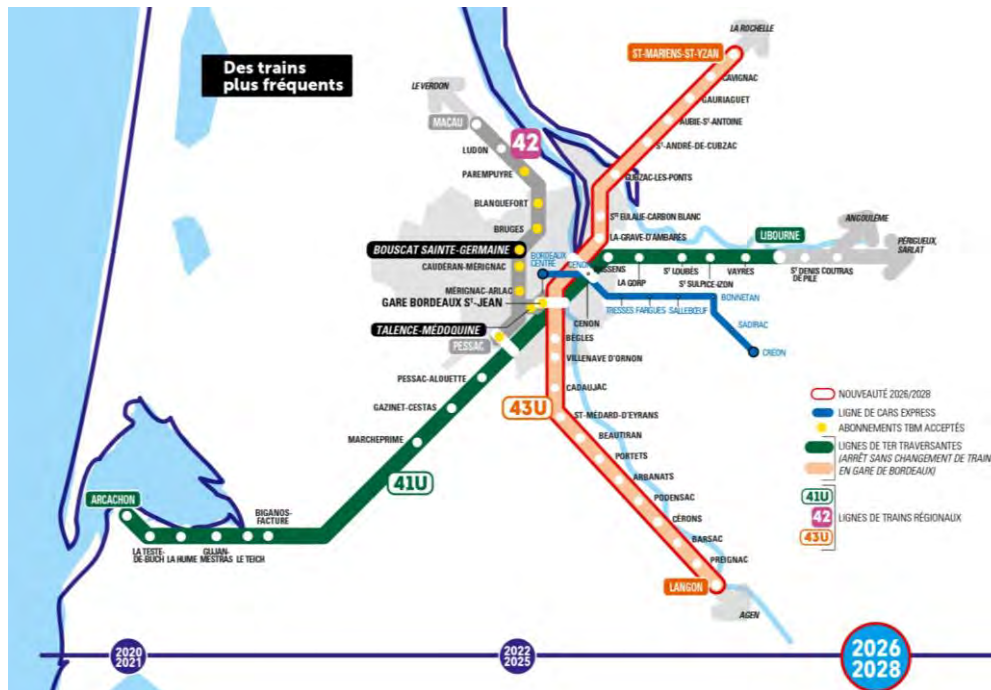 Des trains
plus fréquents
LA ROCHELLE
ST-MARIENS-ST-YZAN
CAVIGNAC
GAURIAGUET
AUBIE-ST-ANTOINE
ST-ANDRÉ-DE-CUBZAC
CUBZAC-LES-PONTS
STE EULALIE-CARBON BLANC
LA-GRAVE-D'AMBARÈS
LE VERDON
MACAU
LUDON
42
PAREMPUYRE
BLANQUEFORT
BRUGES
BOUSCAT SAINTE-GERMAINE
CAUDÉRAN-MÉRIGNAC
MÉRIGNAC-ARLAC
GARE BORDEAUX ST-JEAN
TALENCE-MÉDOQUINE
PESSAC
BORDEAUX
CENTRE
CENON
BASSENS
LA GORP
ST LOUBÈS
ST SULPICE-IZON
VAYRES
LIBOURNE
ST DENIS
DE PILE
COUTRAS
ANGOULÊME
PÉRIGUEUX,
SARLAT
CENON
TRESSES
FARGUES
SALLEBŒUF
BONNETAN
SADIRAC
CRÉON
BÈGLES
VILLENAVE D'ORNON
CADAUJAC
43U
ST-MÉDARD-D'EYRANS
BEAUTIRAN
PORTETS
ARBANATS
PODENSAC
CÉRONS
BARSAC
PREIGNAC
LANGON
AGEN
PESSAC-ALOUETTE
GAZINET-CESTAS
MARCHEPRIME
41U
BIGANOS-
FACTURE
ARCACHON
LA TESTE-
DE-BUCH
LA HUME
GUJAN-
MESTRAS
LE TEICH
NOUVEAUTÉ 2026/2028
LIGNE DE CARS EXPRESS
ABONNEMENTS TBM ACCEPTÉS
LIGNES DE TER TRAVERSANTES
(ARRÊT SANS CHANGEMENT DE TRAIN
EN GARE DE BORDEAUX)
41U
42
LIGNES DE TRAINS RÉGIONAUX
43U
2020
2021
2022
2025
2026
2028